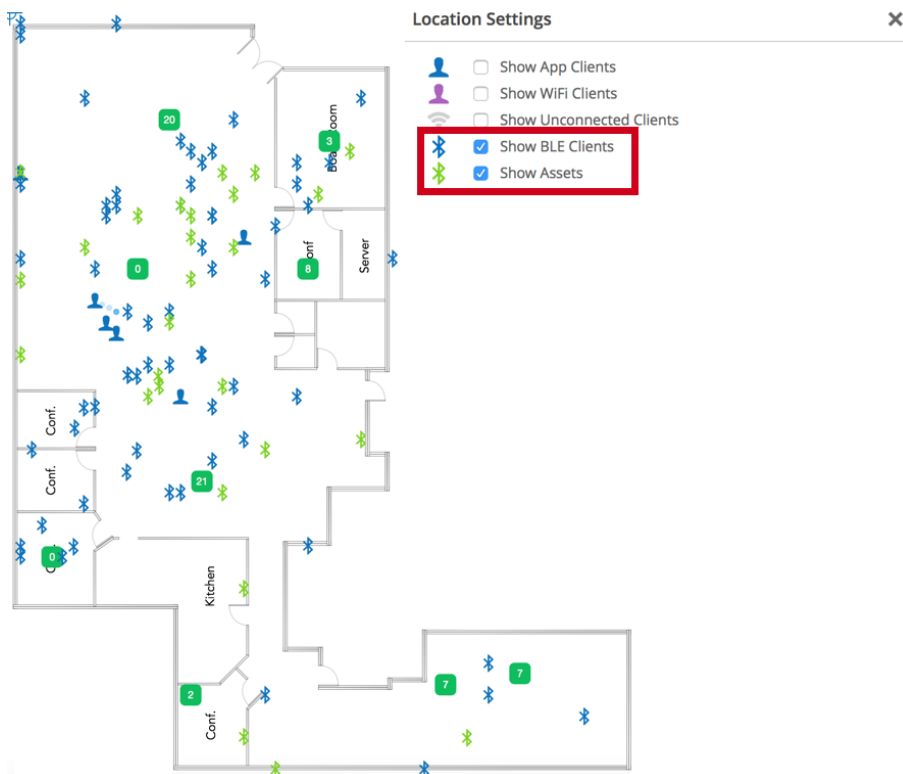 Location Settings
Show App Clients
Show WiFi Clients
Show Unconnected Clients
Show BLE Clients
Show Assets
20
3
Server
0
8
Conf.
Conf.
21
0
Kitchen
2
Conf.
7
7